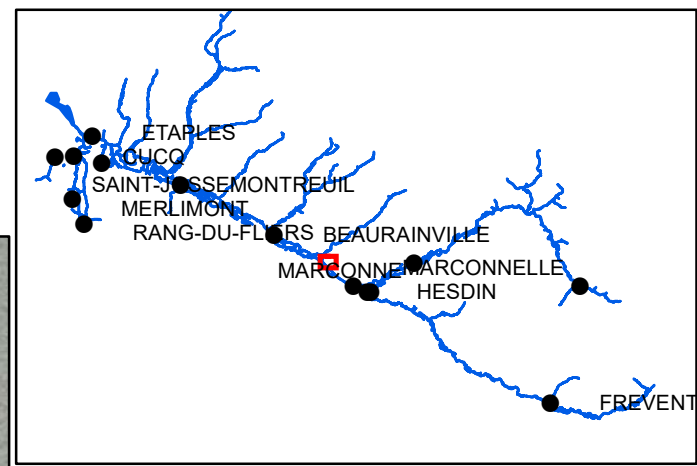 ETAPLES
CUCQ
SAINT-JOSSE
MONTREUIL
MERLIMONT
RANG-DU-FLIERS
BEAURAINVILLE
MARCONNE
MARCONNELLE
HESDIN
FREVENT